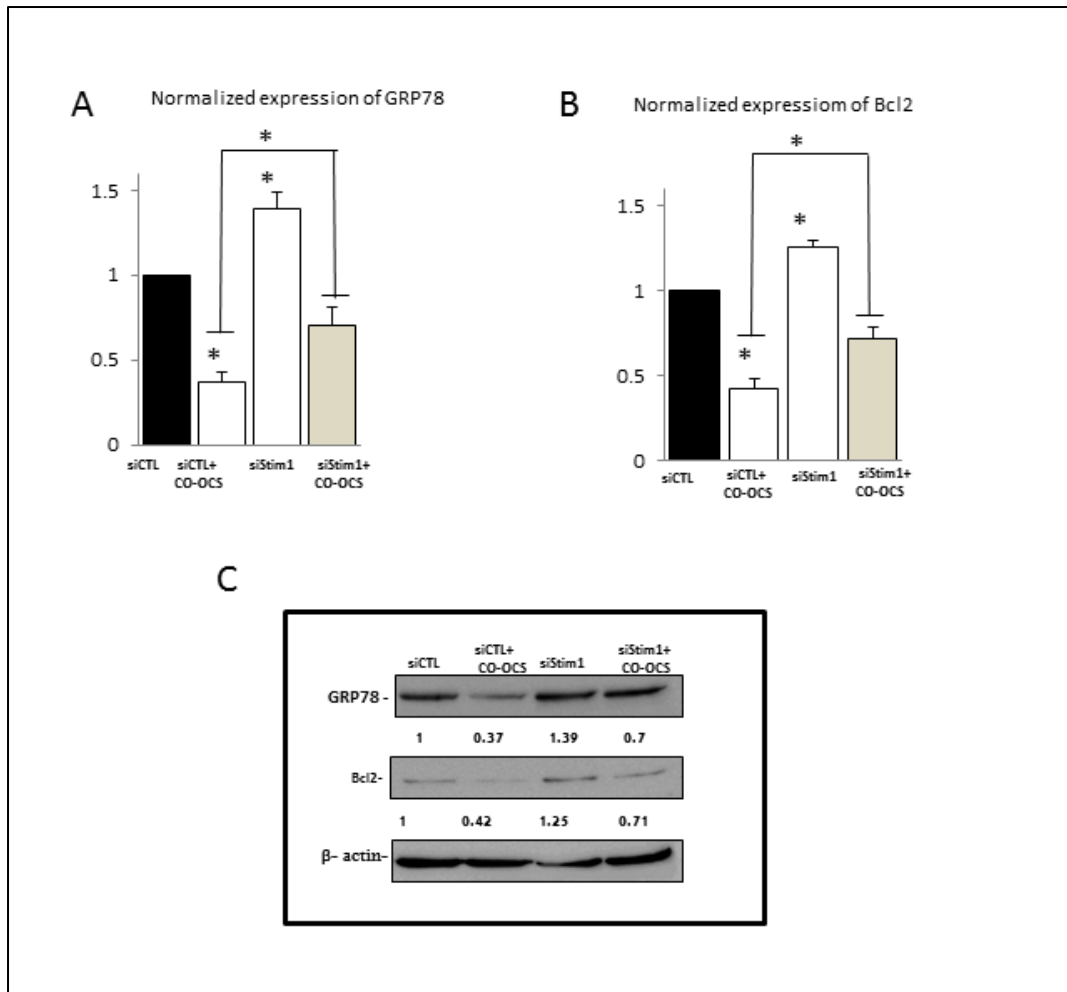 A
Normalized expression of GRP78
*
*
*
1.5
1
0.5
0
siCTL siCTL+ siStim1 siStim1+
CO-OCS CO-OCS
B
Normalized expressiom of Bcl2
*
*
*
1.5
1
0.5
0
siCTL siCTL+ siStim1 siStim1+
CO-OCS CO-OCS
C
siCTL siCTL+ siStim1 siStim1+
CO-OCS CO-OCS
GRP78 -
1 0.37 1.39 0.7
Bcl2-
1 0.42 1.25 0.71
β- actin-